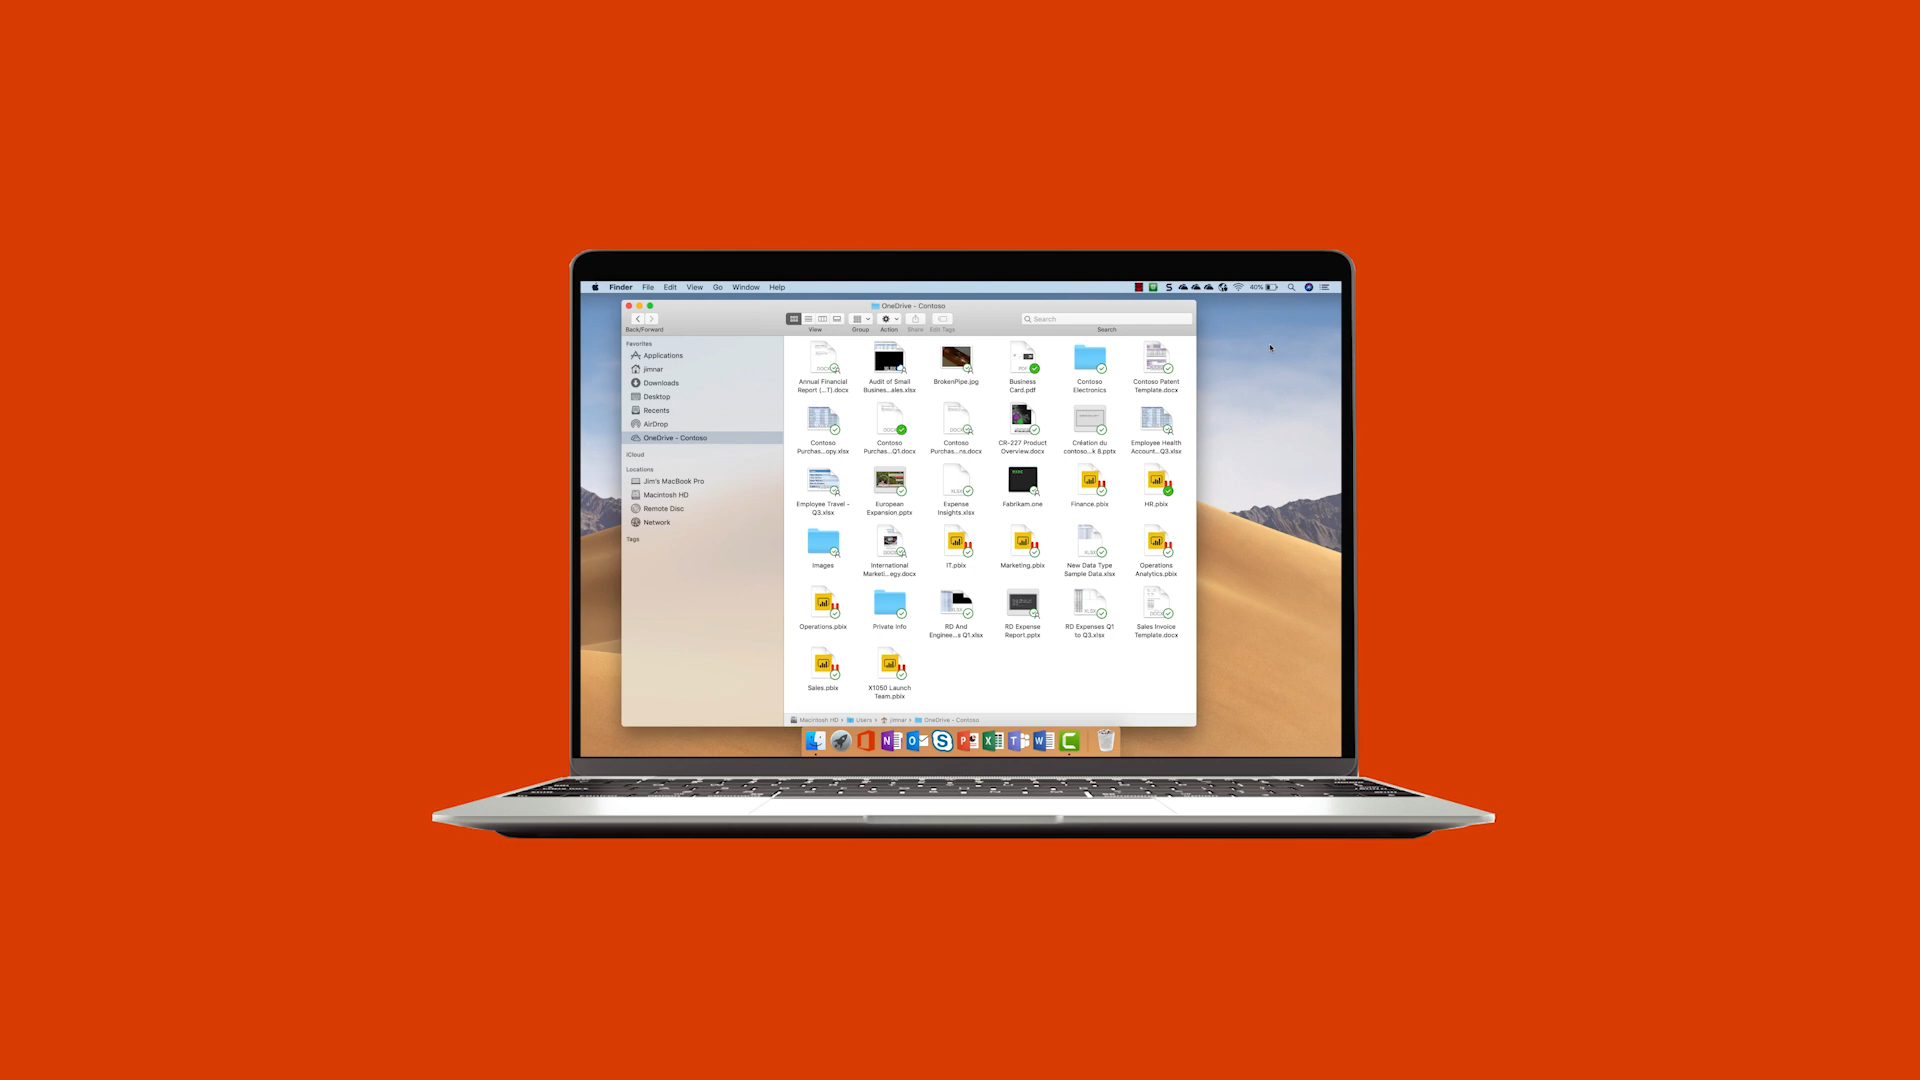 Finder File Edit View Go Window Help
40%
OneDrive - Contoso
Search
Back/Forward View Group Action Share Edit Tags Search
Favorites
Applications
jimnar
Downloads
Desktop
Recents
AirDrop
OneDrive - Contoso
iCloud
Locations
Jim's MacBook Pro
Macintosh HD
Remote Disc
Network
Tags
Annual Financial
Report (...T).docx
Audit of Small
Busines...ales.xlsx
BrokenPipe.jpg
PDF
Business
Card.pdf
Contoso
Electronics
Contoso Patent
Template.docx
Contoso
Purchas...opy.xlsx
Contoso
Purchas...Q1.docx
Contoso
Purchas...ns.docx
CR-227 Product
Overview.docx
Création du
contoso...k 8.pptx
Employee Health
Account...Q3.xlsx
Employee Travel -
Q3.xlsx
European
Expansion.pptx
XLSX
Expense
Insights.xlsx
Fabrikam.one
Finance.pbix
HR.pbix
Images
International
Marketi...egy.docx
IT.pbix
Marketing.pbix
New Data Type
Sample Data.xlsx
Operations
Analytics.pbix
Operations.pbix
Private Info
RD And
Enginee...s Q1.xlsx
RD Expense
Report.pptx
RD Expenses Q1
to Q3.xlsx
Sales Invoice
Template.docx
Sales.pbix
X1050 Launch
Team.pbix
Macintosh HD › Users › jimnar › OneDrive - Contoso